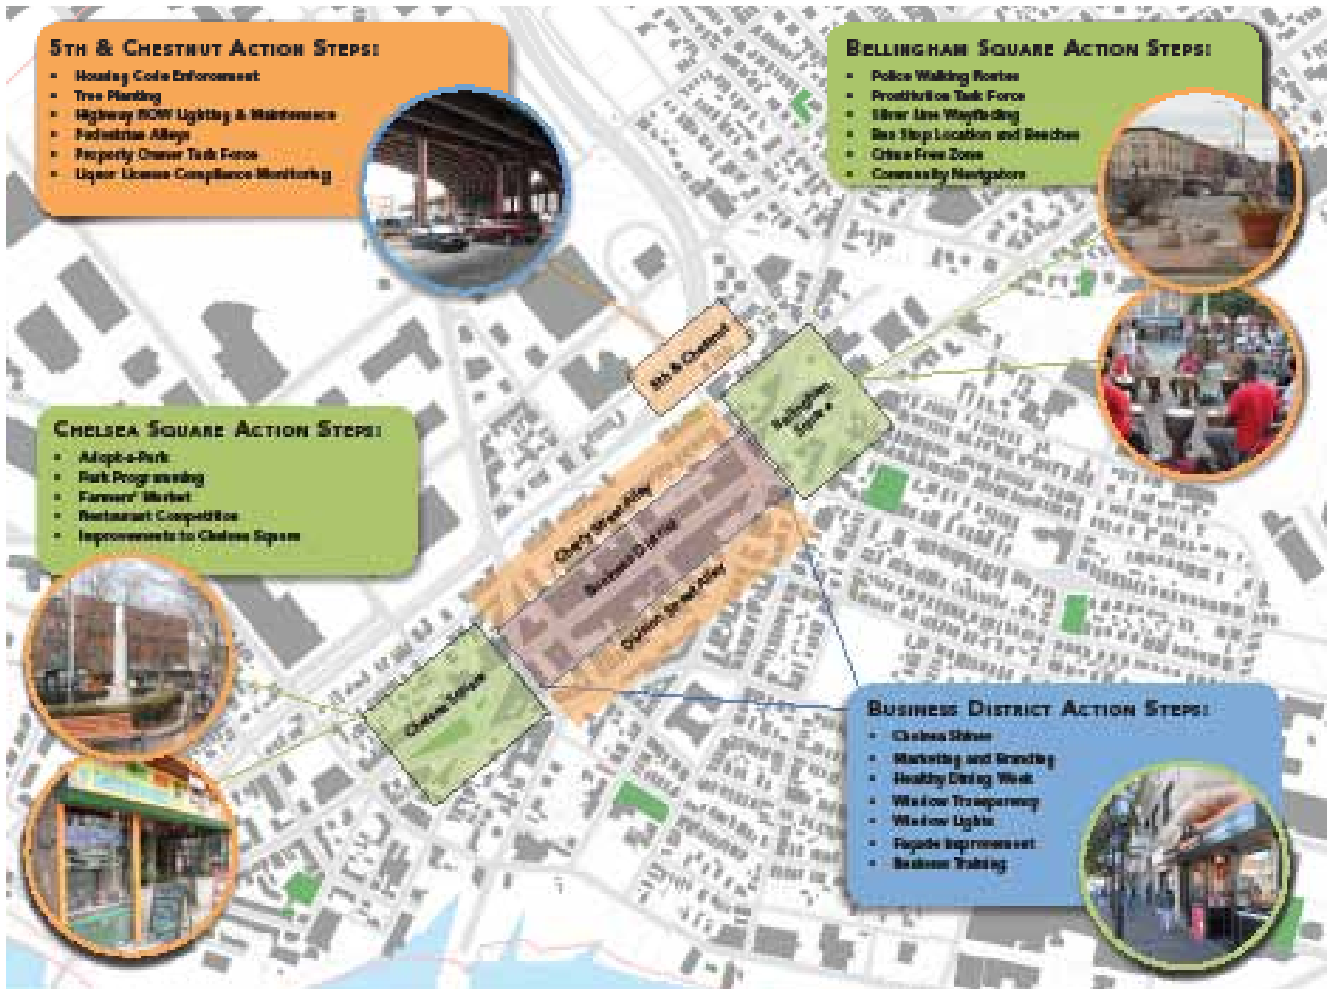 5TH & CHESTNUT ACTION STEPS:
• Housing Code Enforcement
• Tree Planting
• Highway ROW Lighting & Maintenance
• Pedestrian Alleys
• Property Owner Task Force
• Liquor License Compliance Monitoring
BELLINGHAM SQUARE ACTION STEPS:
• Police Walking Routes
• Prostitution Task Force
• Silver Line Wayfinding
• Bus Stop Location and Benches
• Crime Free Zone
• Community Navigators
5th & Chestnut
Bellingham
Square
CHELSEA SQUARE ACTION STEPS:
• Adopt-a-Park
• Park Programming
• Farmers' Market
• Restaurant Competition
• Improvements to Chelsea Square
Cherry Street Alley
Business District
Division Street Alley
Chelsea Square
BUSINESS DISTRICT ACTION STEPS:
• Chelsea Shines
• Marketing and Branding
• Healthy Dining Week
• Window Transparency
• Window Lights
• Façade Improvement
• Business Training